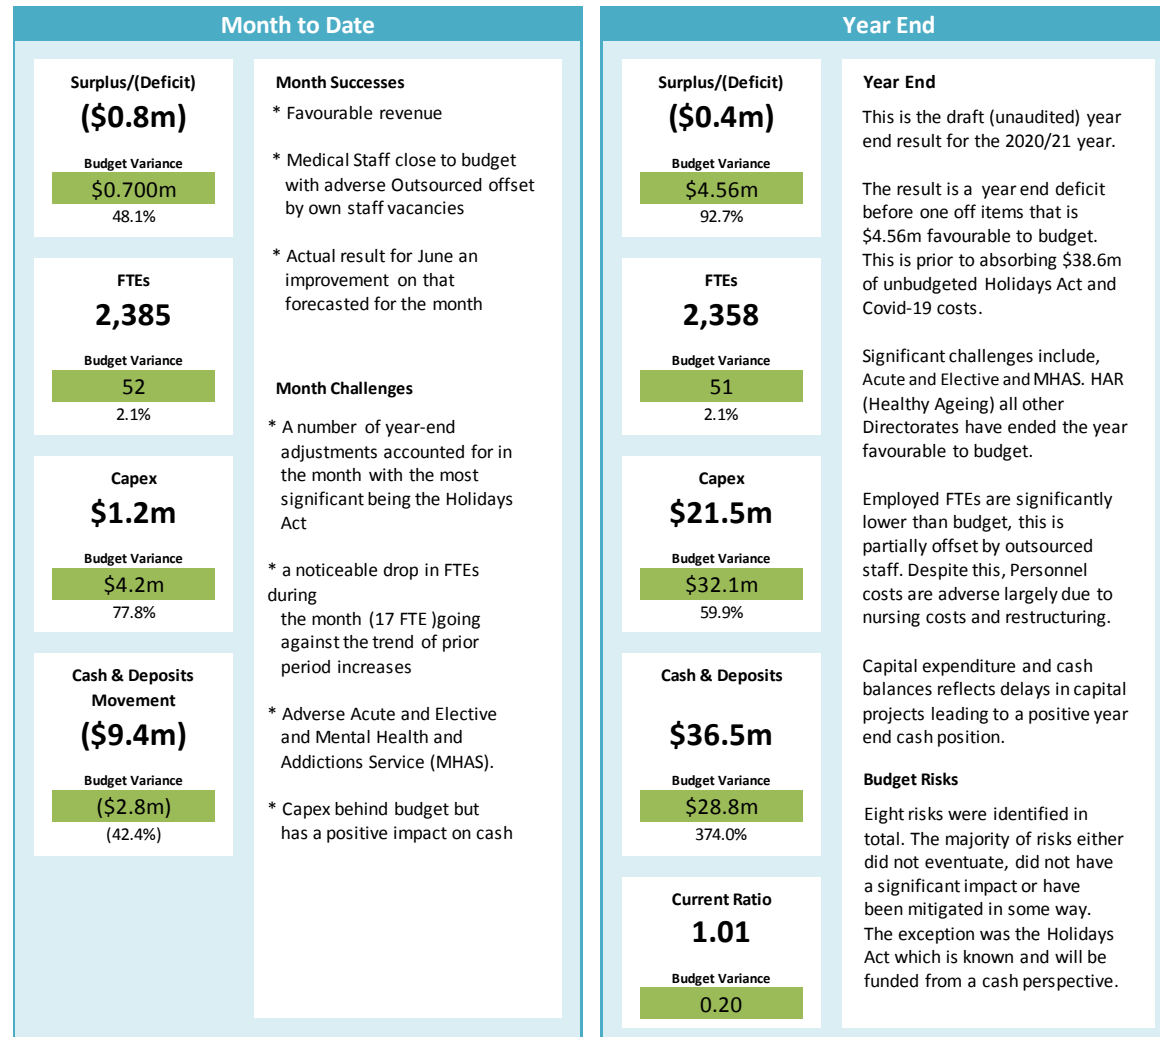 Month to Date
Surplus/(Deficit)
($0.8m)
Budget Variance
$0.700m
48.1%
FTEs
2,385
Budget Variance
52
2.1%
Capex
$1.2m
Budget Variance
$4.2m
77.8%
Cash & Deposits
Movement
($9.4m)
Budget Variance
($2.8m)
(42.4%)
Month Successes
* Favourable revenue
* Medical Staff close to budget
with adverse Outsourced offset
by own staff vacancies
* Actual result for June an
improvement on that
forecasted for the month
Month Challenges
* A number of year-end
adjustments accounted for in
the month with the most
significant being the Holidays
Act
* a noticeable drop in FTEs
during
the month (17 FTE )going
against the trend of prior
period increases
* Adverse Acute and Elective
and Mental Health and
Addictions Service (MHAS).
* Capex behind budget but
has a positive impact on cash
Year End
Surplus/(Deficit)
($0.4m)
Budget Variance
$4.56m
92.7%
FTEs
2,358
Budget Variance
51
2.1%
Capex
$21.5m
Budget Variance
$32.1m
59.9%
Cash & Deposits
$36.5m
Budget Variance
$28.8m
374.0%
Current Ratio
1.01
Budget Variance
0.20
Year End
This is the draft (unaudited) year
end result for the 2020/21 year.
The result is a year end deficit
before one off items that is
$4.56m favourable to budget.
This is prior to absorbing $38.6m
of unbudgeted Holidays Act and
Covid-19 costs.
Significant challenges include,
Acute and Elective and MHAS. HAR
(Healthy Ageing) all other
Directorates have ended the year
favourable to budget.
Employed FTEs are significantly
lower than budget, this is
partially offset by outsourced
staff. Despite this, Personnel
costs are adverse largely due to
nursing costs and restructuring.
Capital expenditure and cash
balances reflects delays in capital
projects leading to a positive year
end cash position.
Budget Risks
Eight risks were identified in
total. The majority of risks either
did not eventuate, did not have
a significant impact or have
been mitigated in some way.
The exception was the Holidays
Act which is known and will be
funded from a cash perspective.